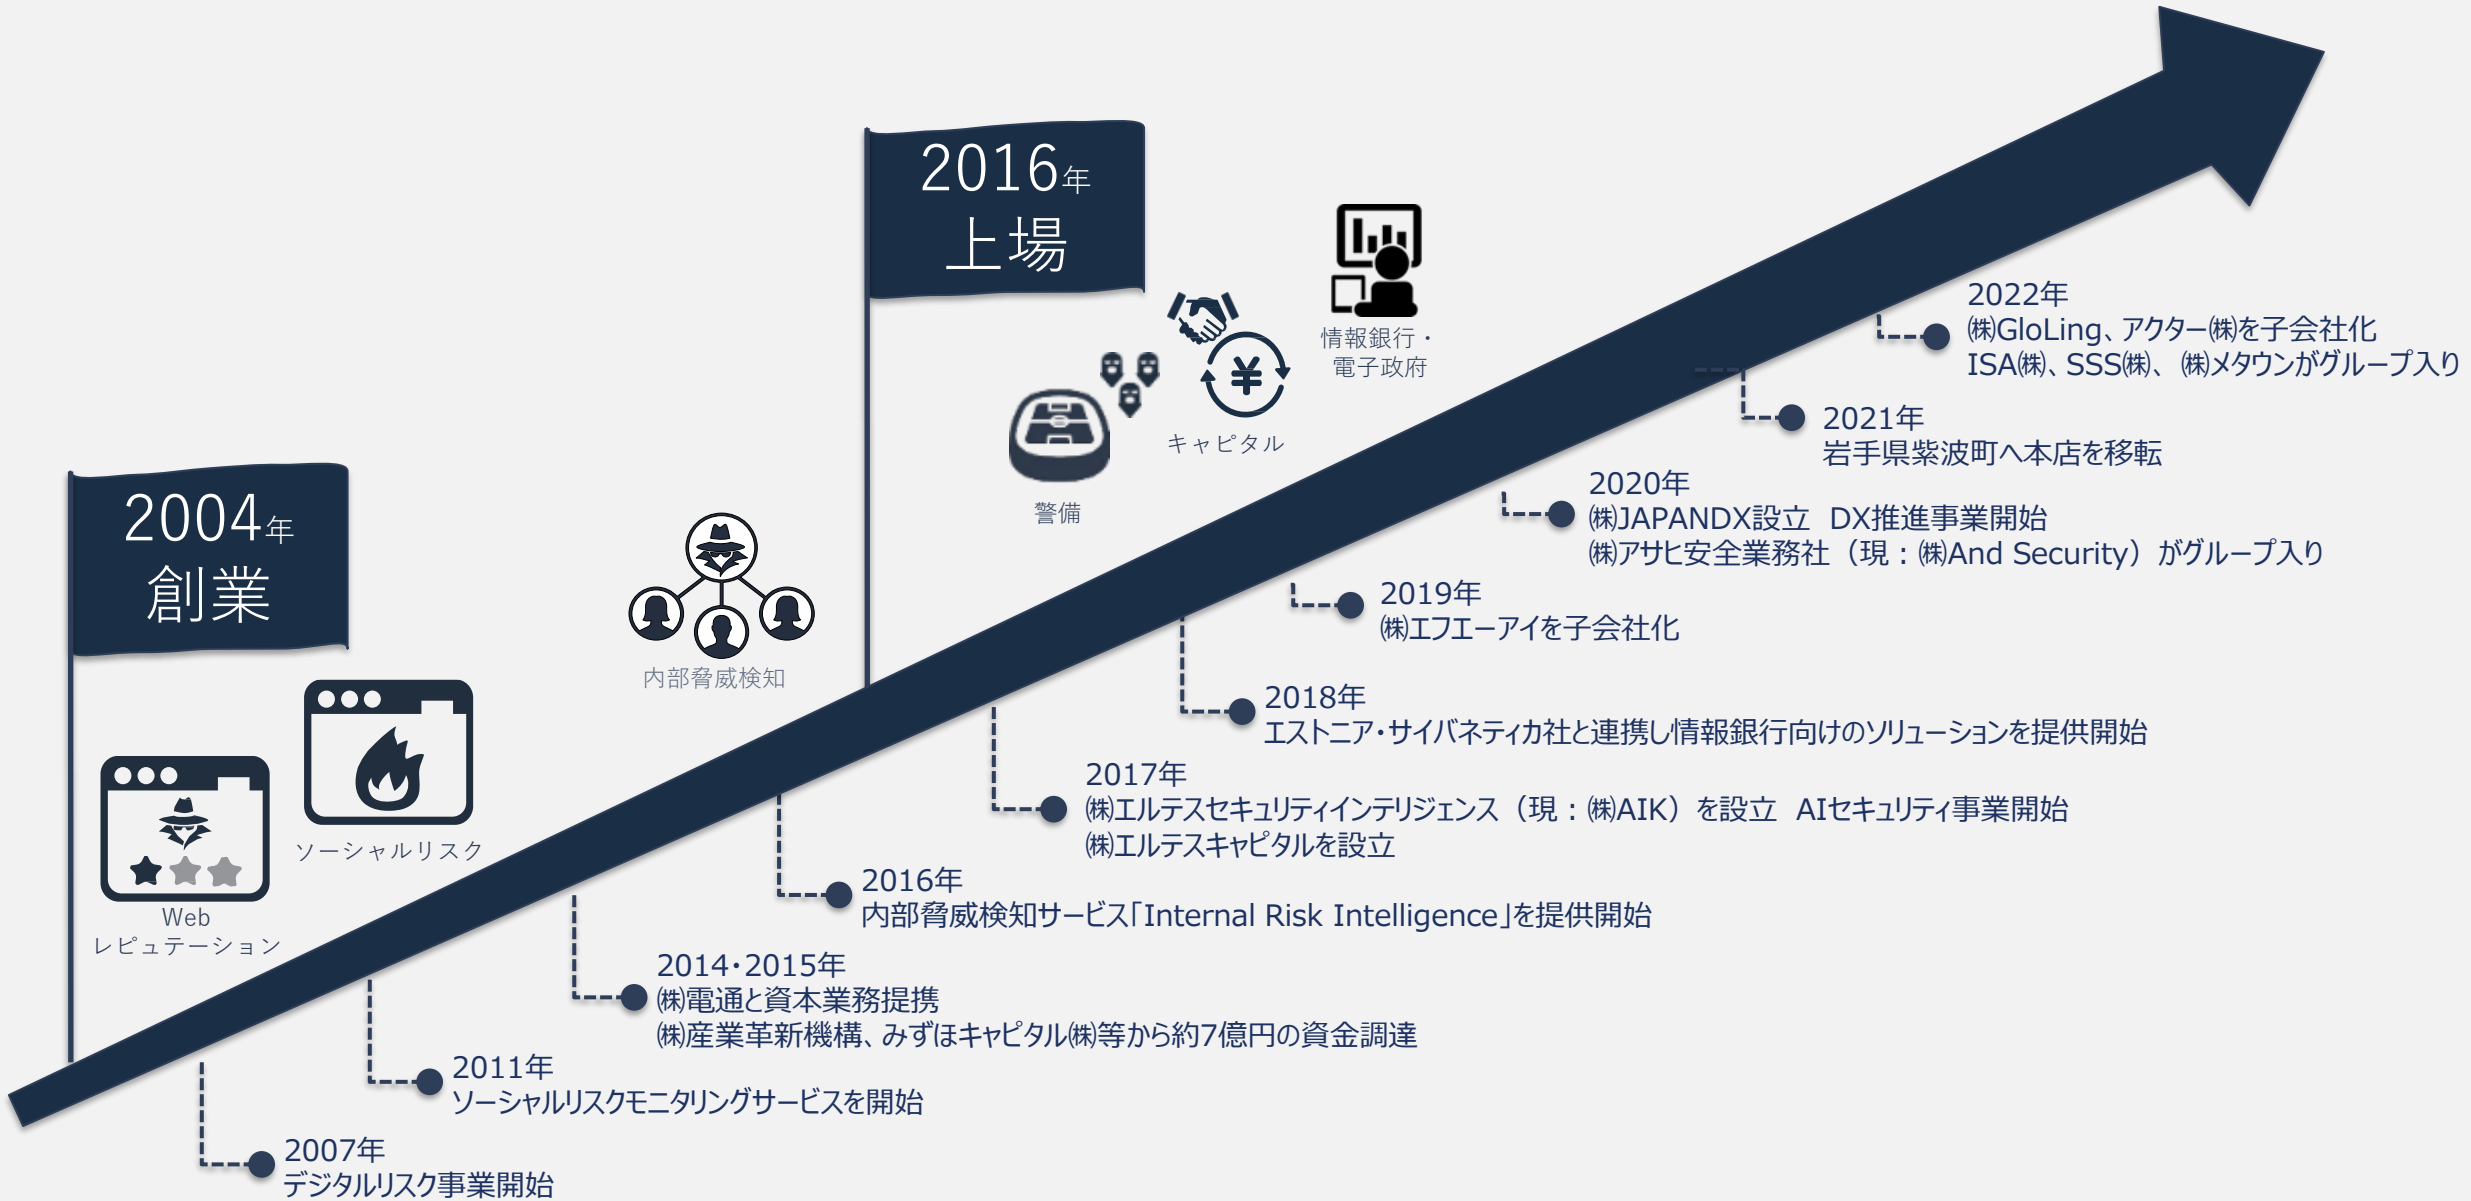 2004年
創業
2016年
上場
Web
レピュテーション
ソーシャルリスク
内部脅威検知
警備
キャピタル
情報銀行・
電子政府
2007年
デジタルリスク事業開始
2011年
ソーシャルリスクモニタリングサービスを開始
2014・2015年
㈱電通と資本業務提携
㈱産業革新機構、みずほキャピタル㈱等から約7億円の資金調達
2016年
内部脅威検知サービス「Internal Risk Intelligence」を提供開始
2017年
㈱エルテスセキュリティインテリジェンス（現：㈱AIK）を設立　AIセキュリティ事業開始
㈱エルテスキャピタルを設立
2018年
エストニア・サイバネティカ社と連携し情報銀行向けのソリューションを提供開始
2019年
㈱エフエーアイを子会社化
2020年
㈱JAPANDX設立　DX推進事業開始
㈱アサヒ安全業務社（現：㈱And Security）がグループ入り
2021年
岩手県紫波町へ本店を移転
2022年
㈱GloLing、アクター㈱を子会社化
ISA㈱、SSS㈱、㈱メタウンがグループ入り